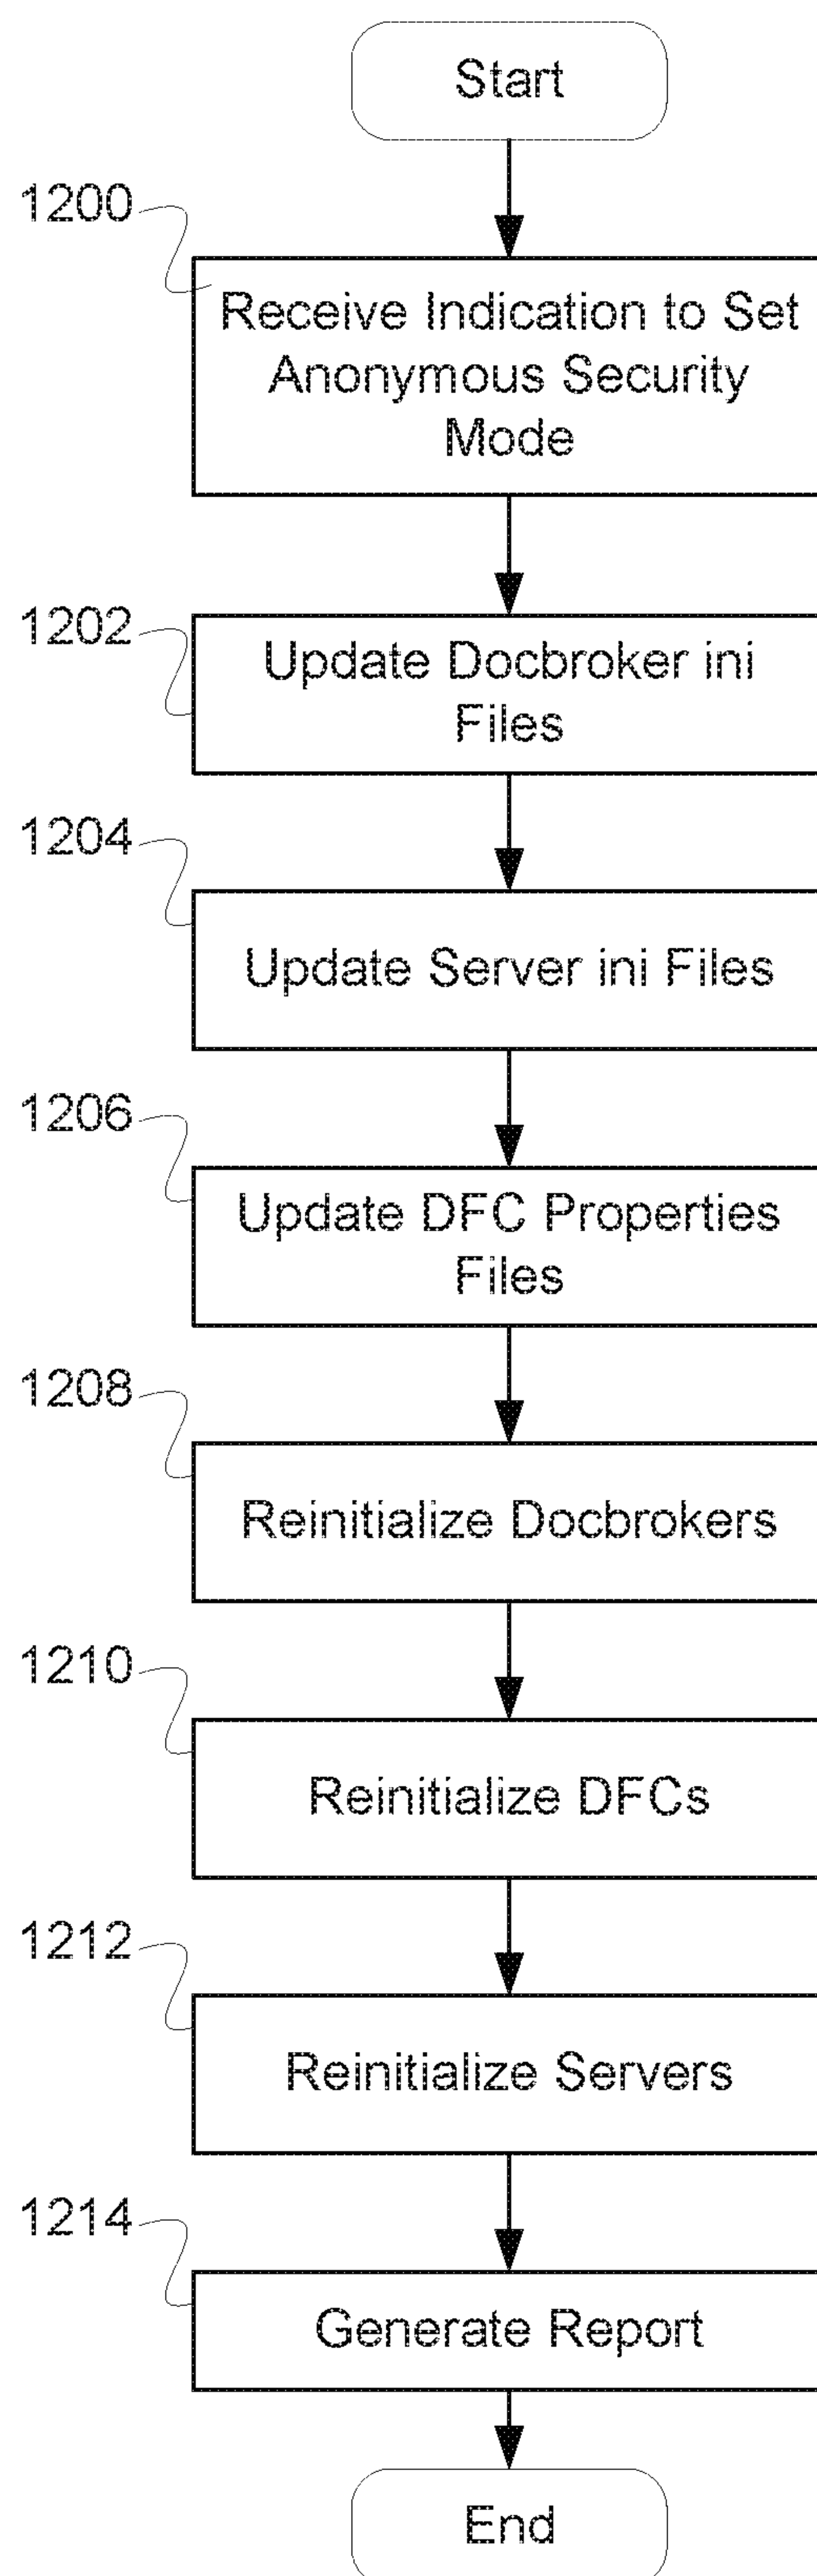 Start
1200
Receive Indication to Set
Anonymous Security
Mode
1202
Update Docbroker ini
Files
1204
Update Server ini Files
1206
Update DFC Properties
Files
1208
Reinitialize Docbrokers
1210
Reinitialize DFCs
1212
Reinitialize Servers
1214
Generate Report
End